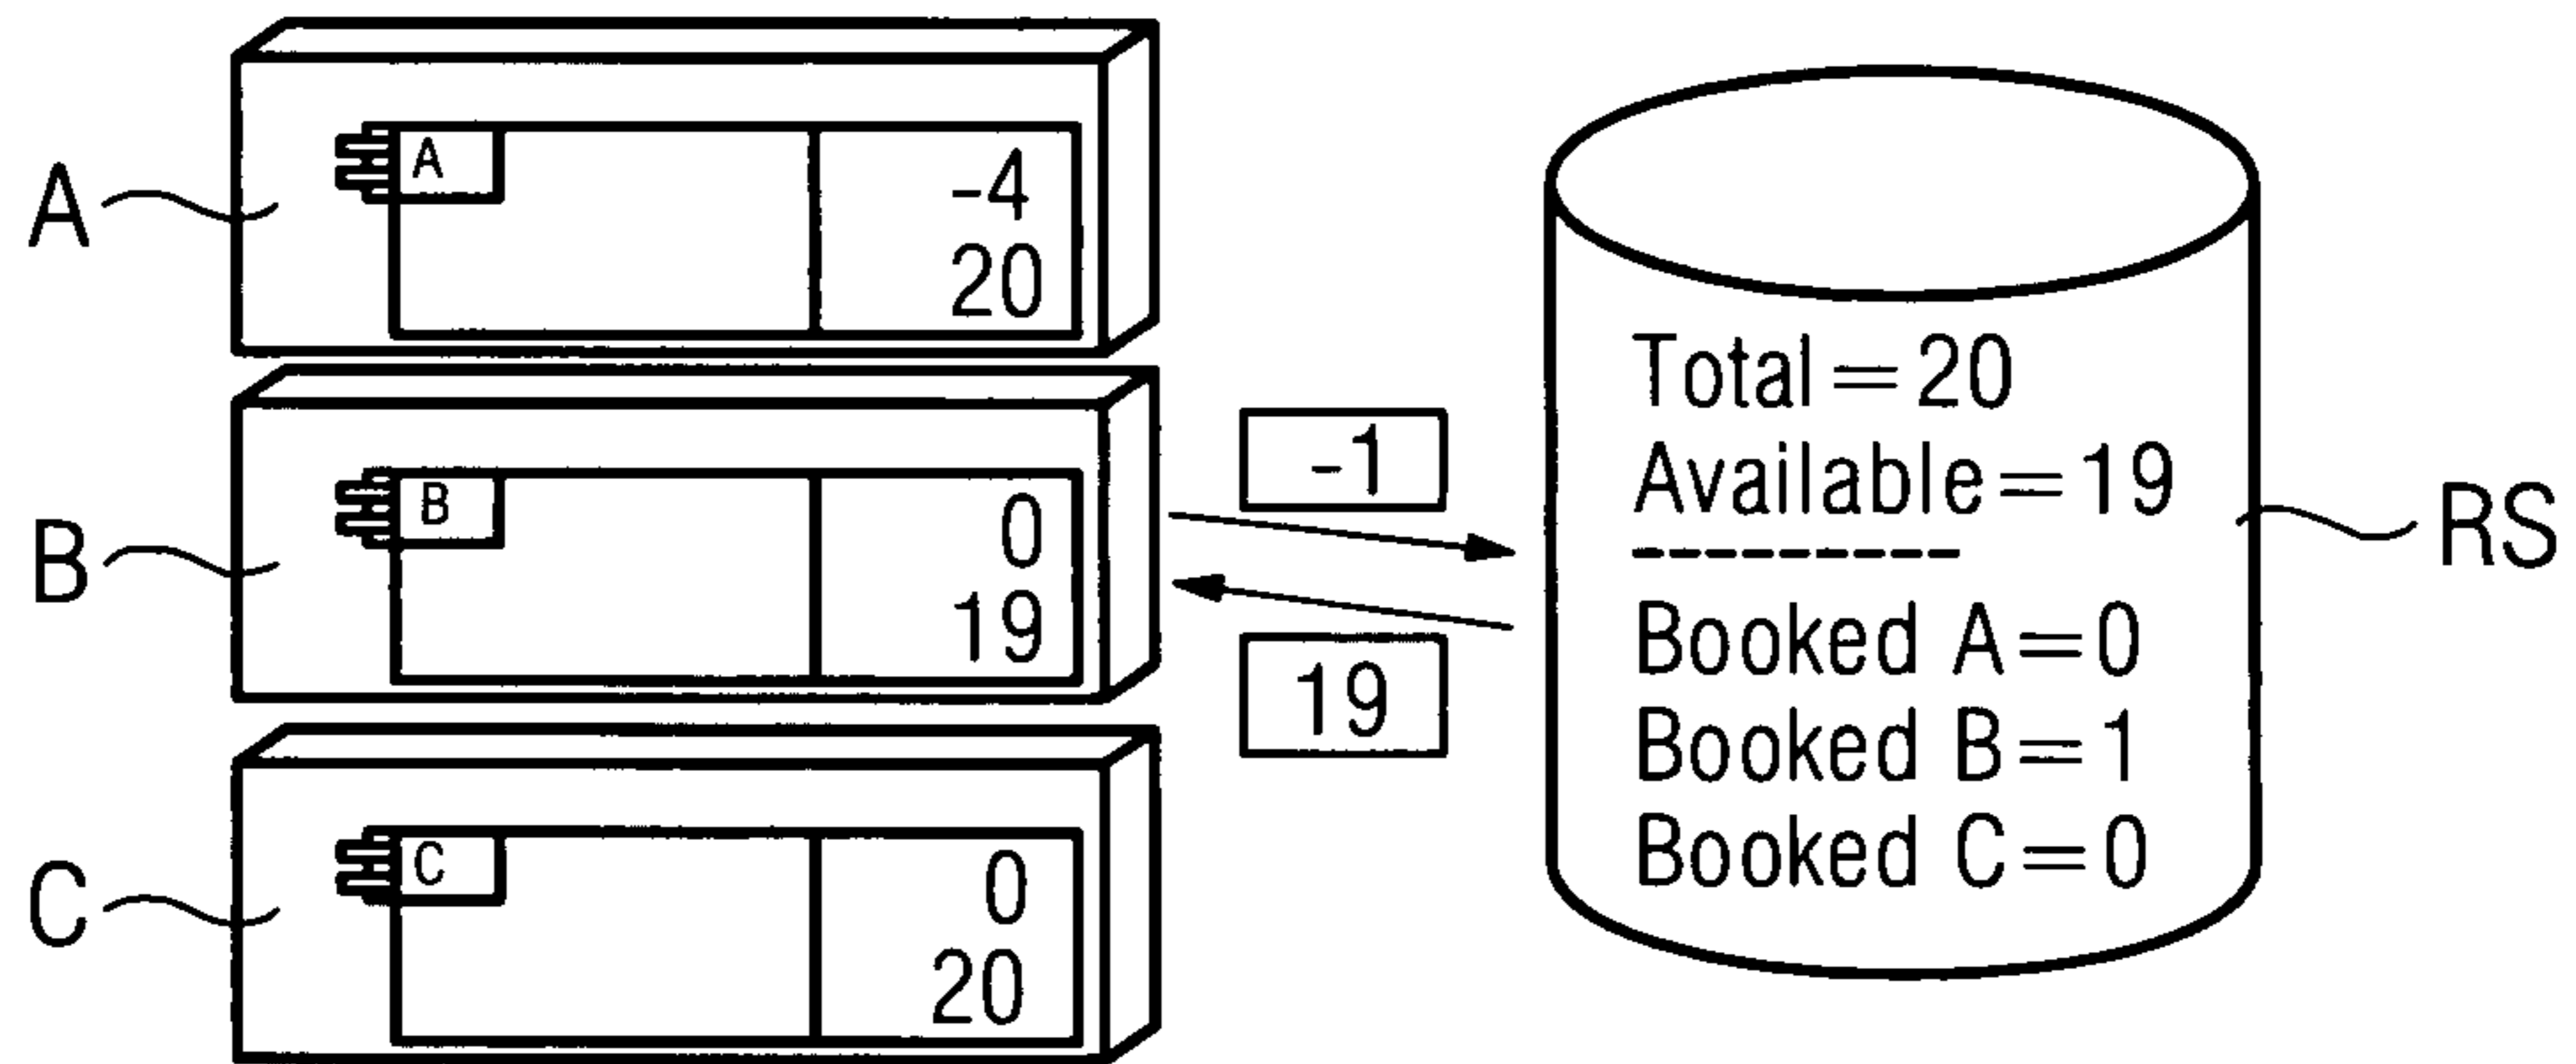 A
A
-4
20
B
B
0
19
C
C
0
20
-1
19
Total=20
Available=19
---------
Booked A=0
Booked B=1
Booked C=0
RS